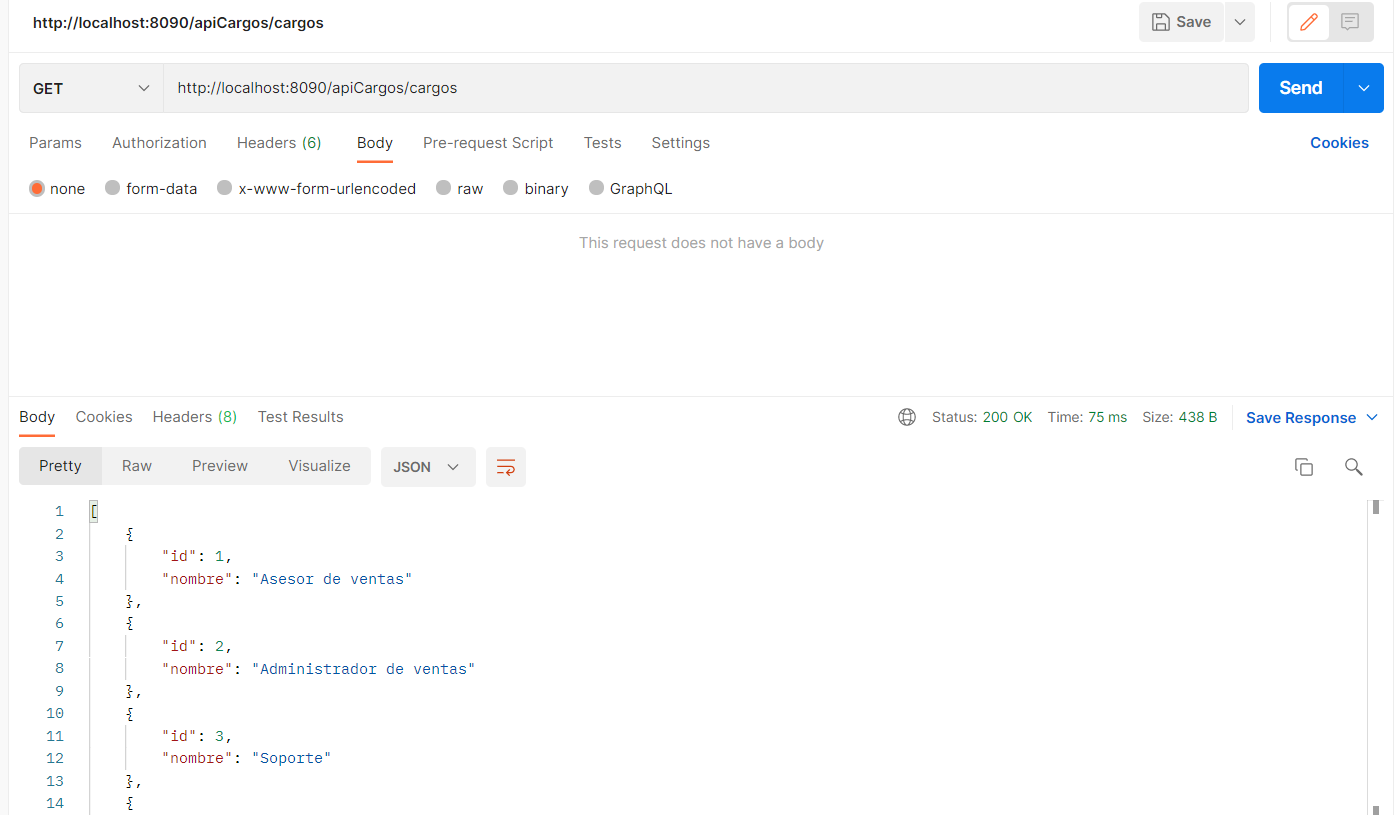 http://localhost:8090/apiCargos/cargos
Save
GET
http://localhost:8090/apiCargos/cargos
Send
Params Authorization Headers (6) Body Pre-request Script Tests Settings Cookies
none form-data x-www-form-urlencoded raw binary GraphQL
This request does not have a body
Body Cookies Headers (8) Test Results Status: 200 OK Time: 75 ms Size: 438 B Save Response
Pretty Raw Preview Visualize JSON
1 [
2 {
3 "id": 1,
4 "nombre": "Asesor de ventas"
5 },
6 {
7 "id": 2,
8 "nombre": "Administrador de ventas"
9 },
10 {
11 "id": 3,
12 "nombre": "Soporte"
13 },
14 {